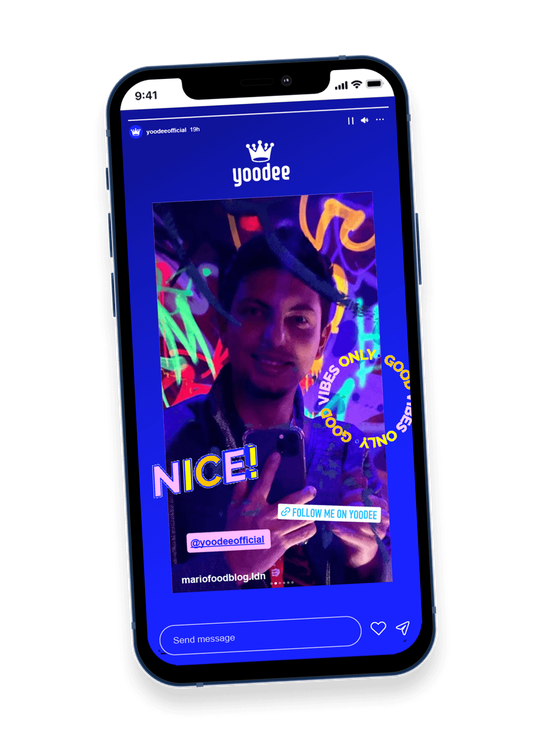 9:41
yoodeeofficial 19h
yoodee
GOOD VIBES ONLY GOOD VIBES ONLY
NICE!
FOLLOW ME ON YOODEE
@yoodeeofficial
mariofoodblog.ldn
Send message